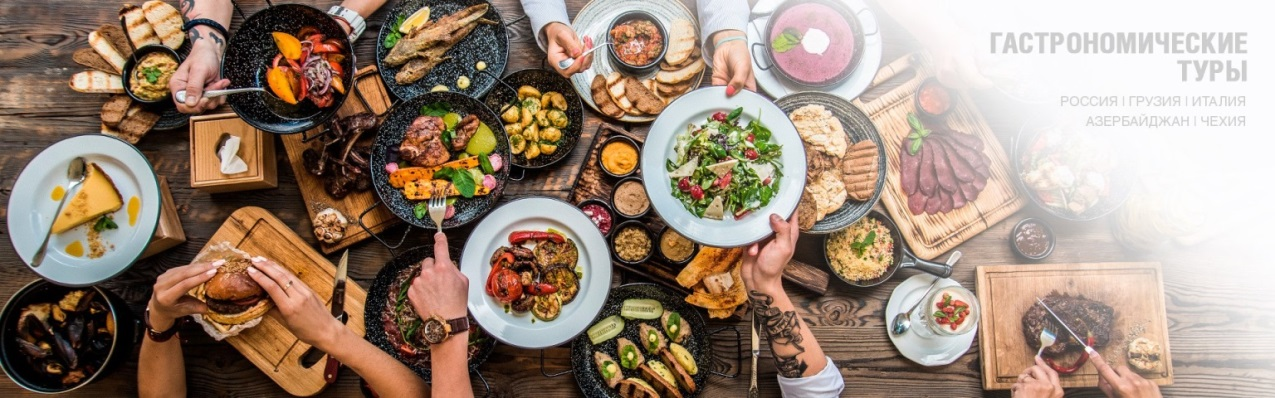 ГАСТРОНОМИЧЕСКИЕ
ТУРЫ
РОССИЯ | ГРУЗИЯ | ИТАЛИЯ
АЗЕРБАЙДЖАН | ЧЕХИЯ